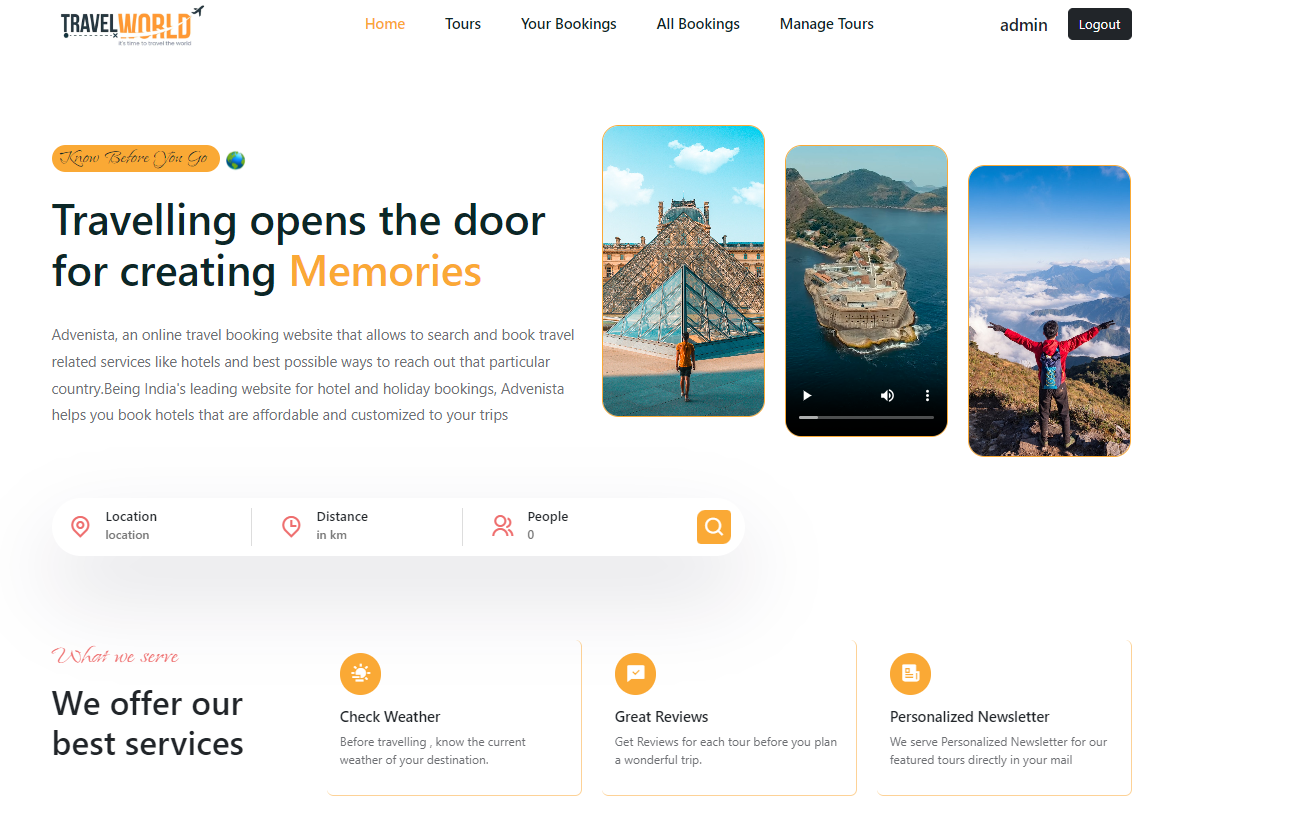 TRAVELWORLD
it's time to travel the world
Home Tours Your Bookings All Bookings Manage Tours admin Logout
Know Before You Go
Travelling opens the door
for creating Memories
Advenista, an online travel booking website that allows to search and book travel
related services like hotels and best possible ways to reach out that particular
country.Being India's leading website for hotel and holiday bookings, Advenista
helps you book hotels that are affordable and customized to your trips
Location Distance People
location in km 0
What we serve
We offer our
best services
Check Weather
Before travelling , know the current
weather of your destination.
Great Reviews
Get Reviews for each tour before you plan
a wonderful trip.
Personalized Newsletter
We serve Personalized Newsletter for our
featured tours directly in your mail